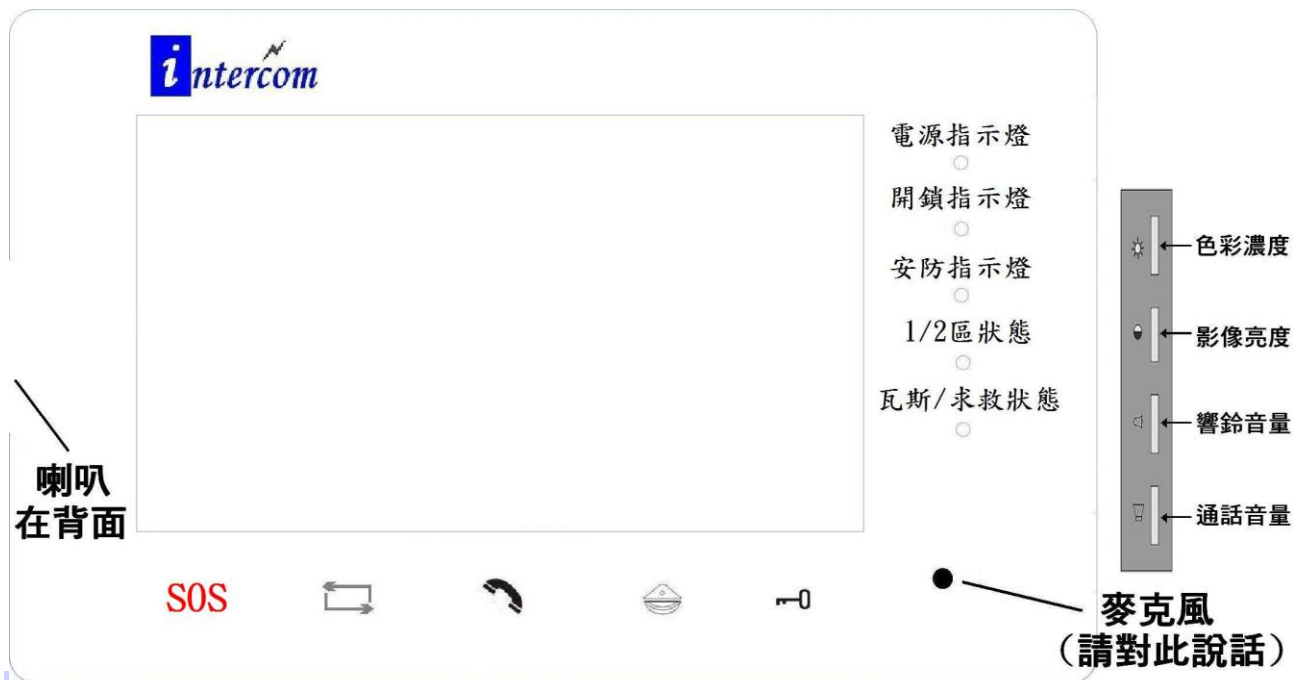 intercom
電源指示燈
開鎖指示燈
安防指示燈
1/2區狀態
瓦斯/求救狀態
色彩濃度
影像亮度
響鈴音量
通話音量
喇叭
在背面
SOS
麥克風
(請對此說話)